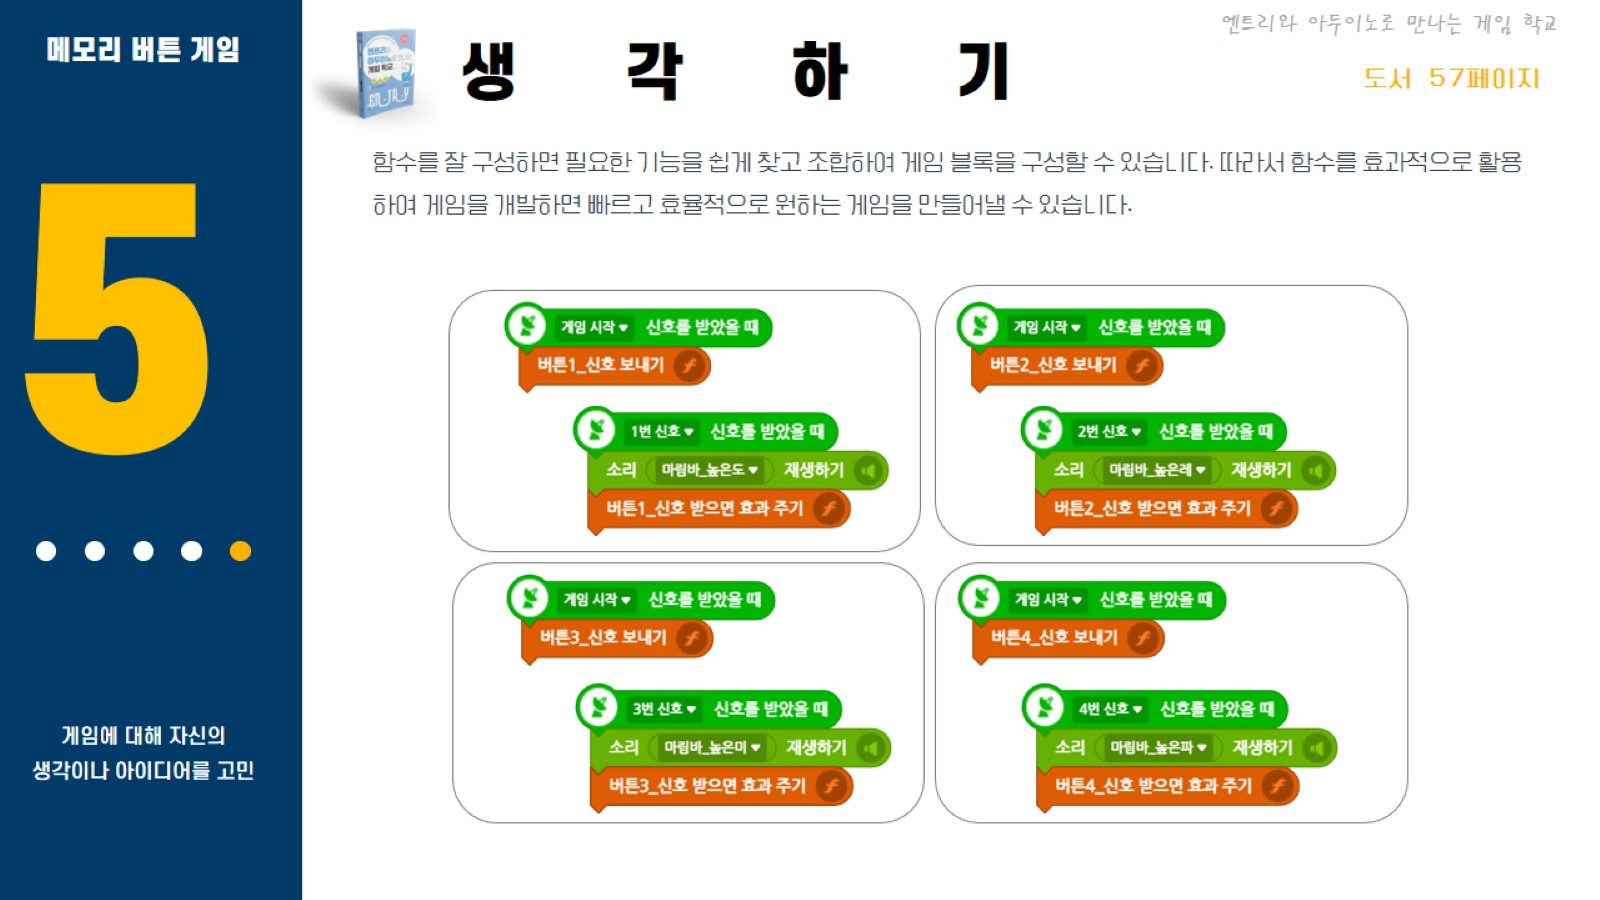 메모리 버튼 게임
5
게임에 대해 자신의
생각이나 아이디어를 고민
생 각 하 기
엔트리와 아두이노로 만나는 게임 학교
도서 57페이지
함수를 잘 구성하면 필요한 기능을 쉽게 찾고 조합하여 게임 블록을 구성할 수 있습니다. 따라서 함수를 효과적으로 활용
하여 게임을 개발하면 빠르고 효율적으로 원하는 게임을 만들어낼 수 있습니다.
게임 시작 신호를 받았을 때
버튼1_신호 보내기
1번 신호 신호를 받았을 때
소리 마림바_높은도 재생하기
버튼1_신호 받으면 효과 주기
게임 시작 신호를 받았을 때
버튼2_신호 보내기
2번 신호 신호를 받았을 때
소리 마림바_높은레 재생하기
버튼2_신호 받으면 효과 주기
게임 시작 신호를 받았을 때
버튼3_신호 보내기
3번 신호 신호를 받았을 때
소리 마림바_높은미 재생하기
버튼3_신호 받으면 효과 주기
게임 시작 신호를 받았을 때
버튼4_신호 보내기
4번 신호 신호를 받았을 때
소리 마림바_높은파 재생하기
버튼4_신호 받으면 효과 주기